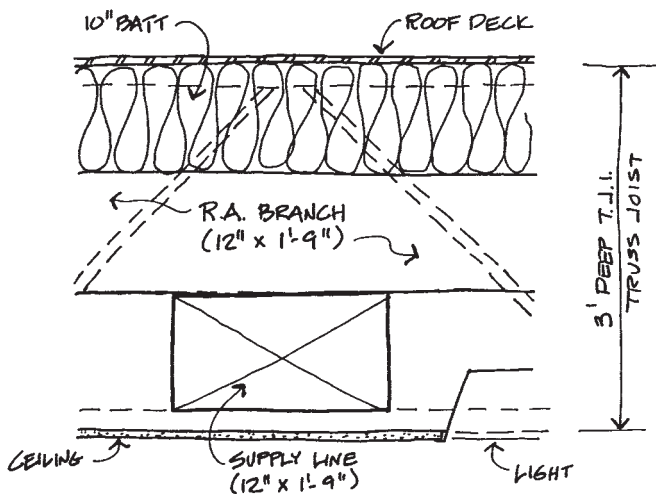 10" BATT
ROOF DECK
R.A. BRANCH
(12" x 1'-9")
3' DEEP T.J.I.
TRUSS JOIST
CEILING
SUPPLY LINE
(12" x 1'-9")
LIGHT